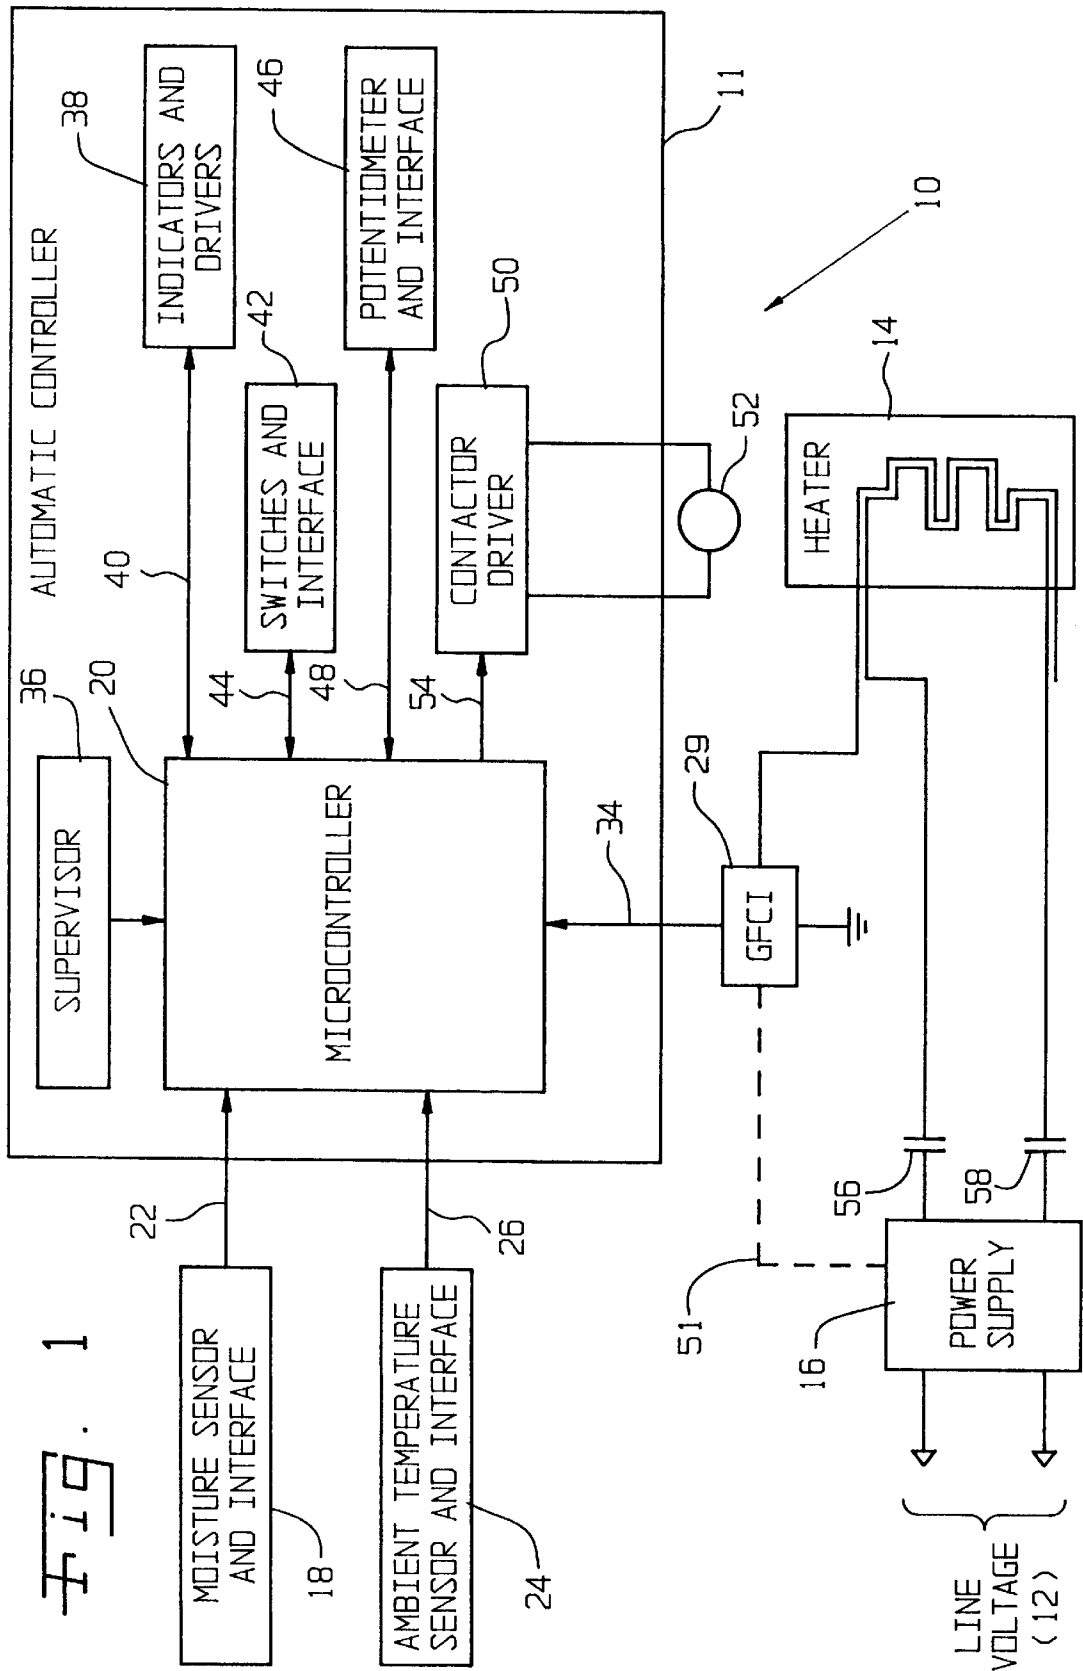 Fig. 1
AUTOMATIC CONTROLLER
36
SUPERVISOR
20
MICROCONTROLLER
38
INDICATORS AND
DRIVERS
40
42
SWITCHES AND
INTERFACE
44
46
POTENTIOMETER
AND INTERFACE
48
50
CONTACTOR
DRIVER
54
52
11
10
MOISTURE SENSOR
AND INTERFACE
18
22
AMBIENT TEMPERATURE
SENSOR AND INTERFACE
24
26
34
29
GFCI
51
HEATER
14
56
58
POWER
SUPPLY
16
LINE
VOLTAGE
(12)